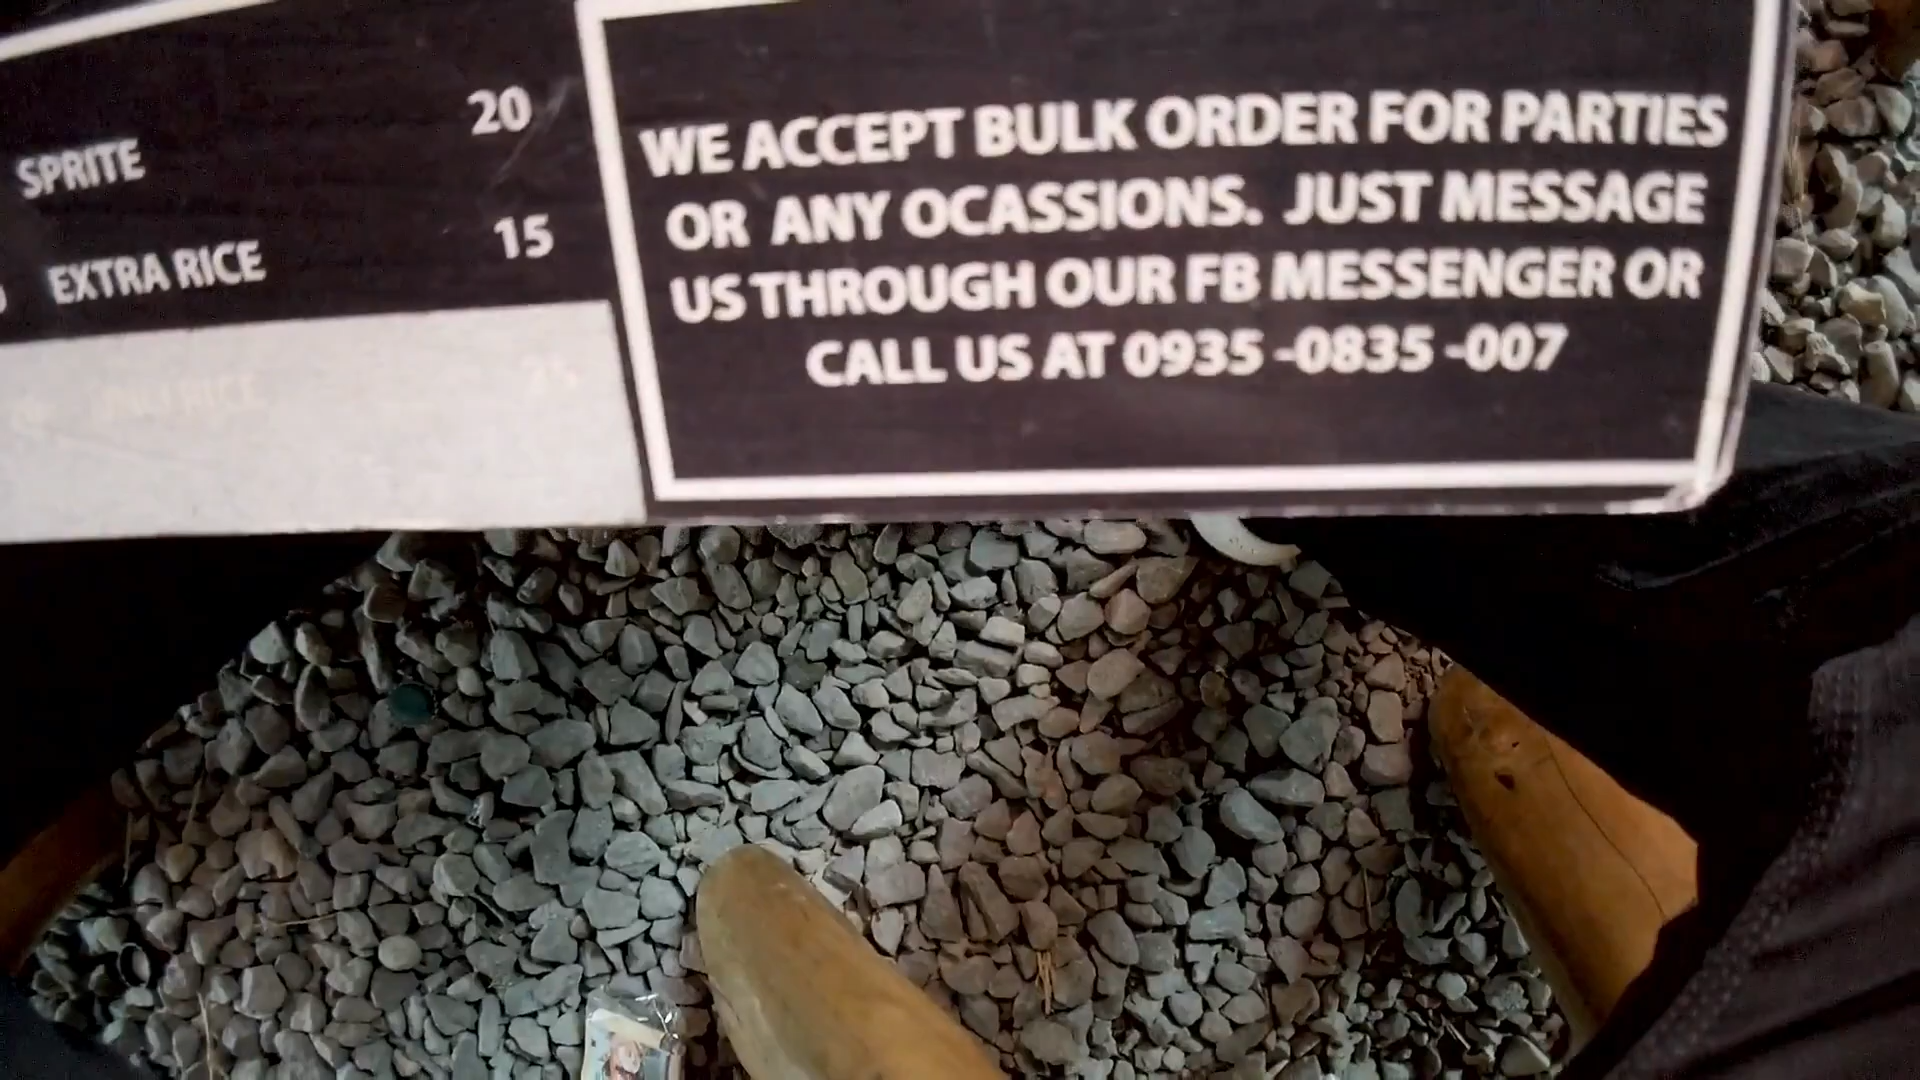 SPRITE 20
EXTRA RICE 15
WE ACCEPT BULK ORDER FOR PARTIES
OR ANY OCASSIONS. JUST MESSAGE
US THROUGH OUR FB MESSENGER OR
CALL US AT 0935 -0835 -007